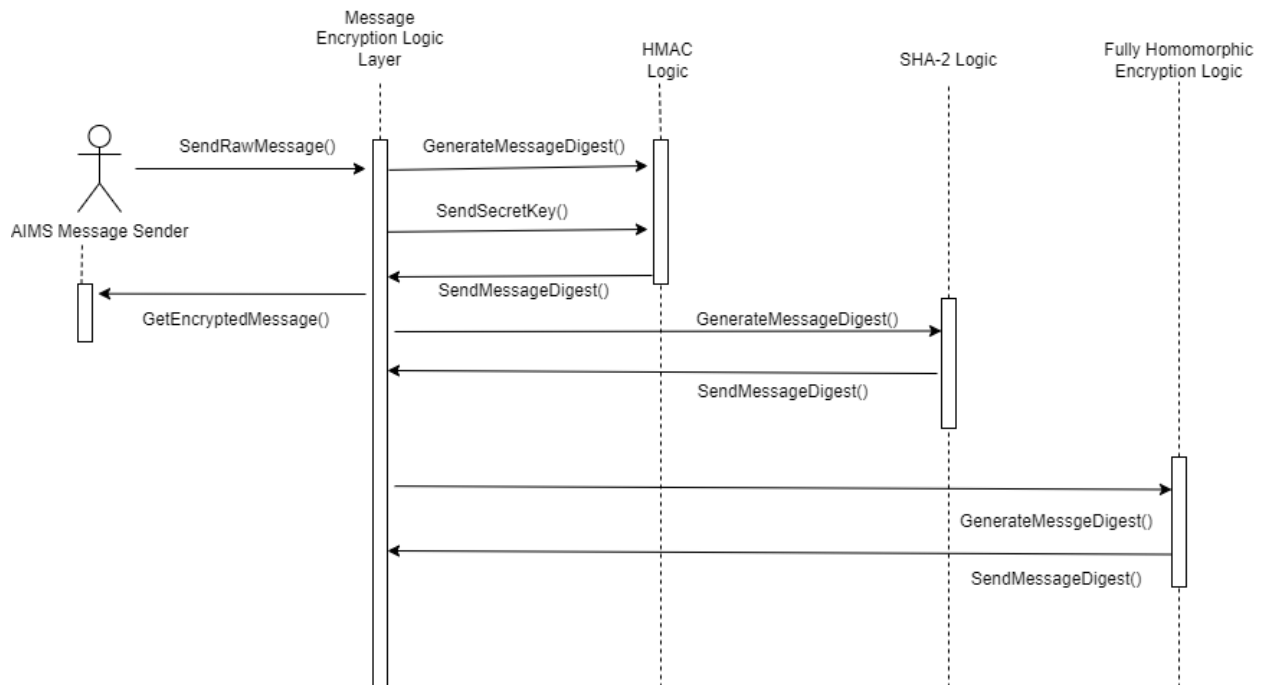 Message
Encryption Logic
Layer
HMAC
Logic
SHA-2 Logic
Fully Homomorphic
Encryption Logic
SendRawMessage()
GenerateMessageDigest()
SendSecretKey()
AIMS Message Sender
SendMessageDigest()
GetEncryptedMessage()
GenerateMessageDigest()
SendMessageDigest()
GenerateMessgeDigest()
SendMessageDigest()